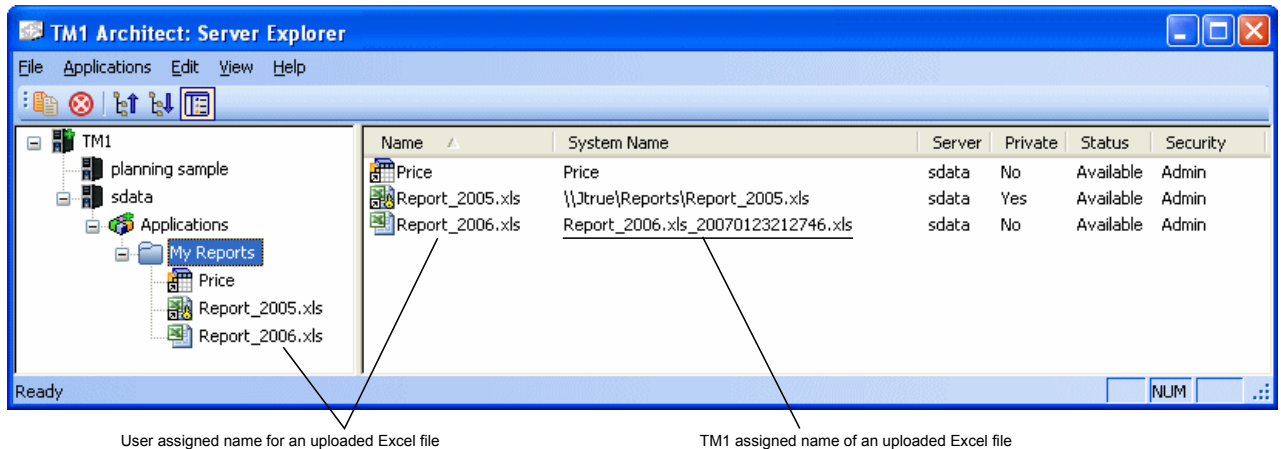 TM1 Architect: Server Explorer
File Applications Edit View Help
TM1
planning sample
sdata
Applications
My Reports
Price
Report_2005.xls
Report_2006.xls
Name System Name Server Private Status Security
Price Price sdata No Available Admin
Report_2005.xls \\Jtrue\Reports\Report_2005.xls sdata Yes Available Admin
Report_2006.xls Report_2006.xls_20070123212746.xls sdata No Available Admin
Ready NUM
User assigned name for an uploaded Excel file TM1 assigned name of an uploaded Excel file